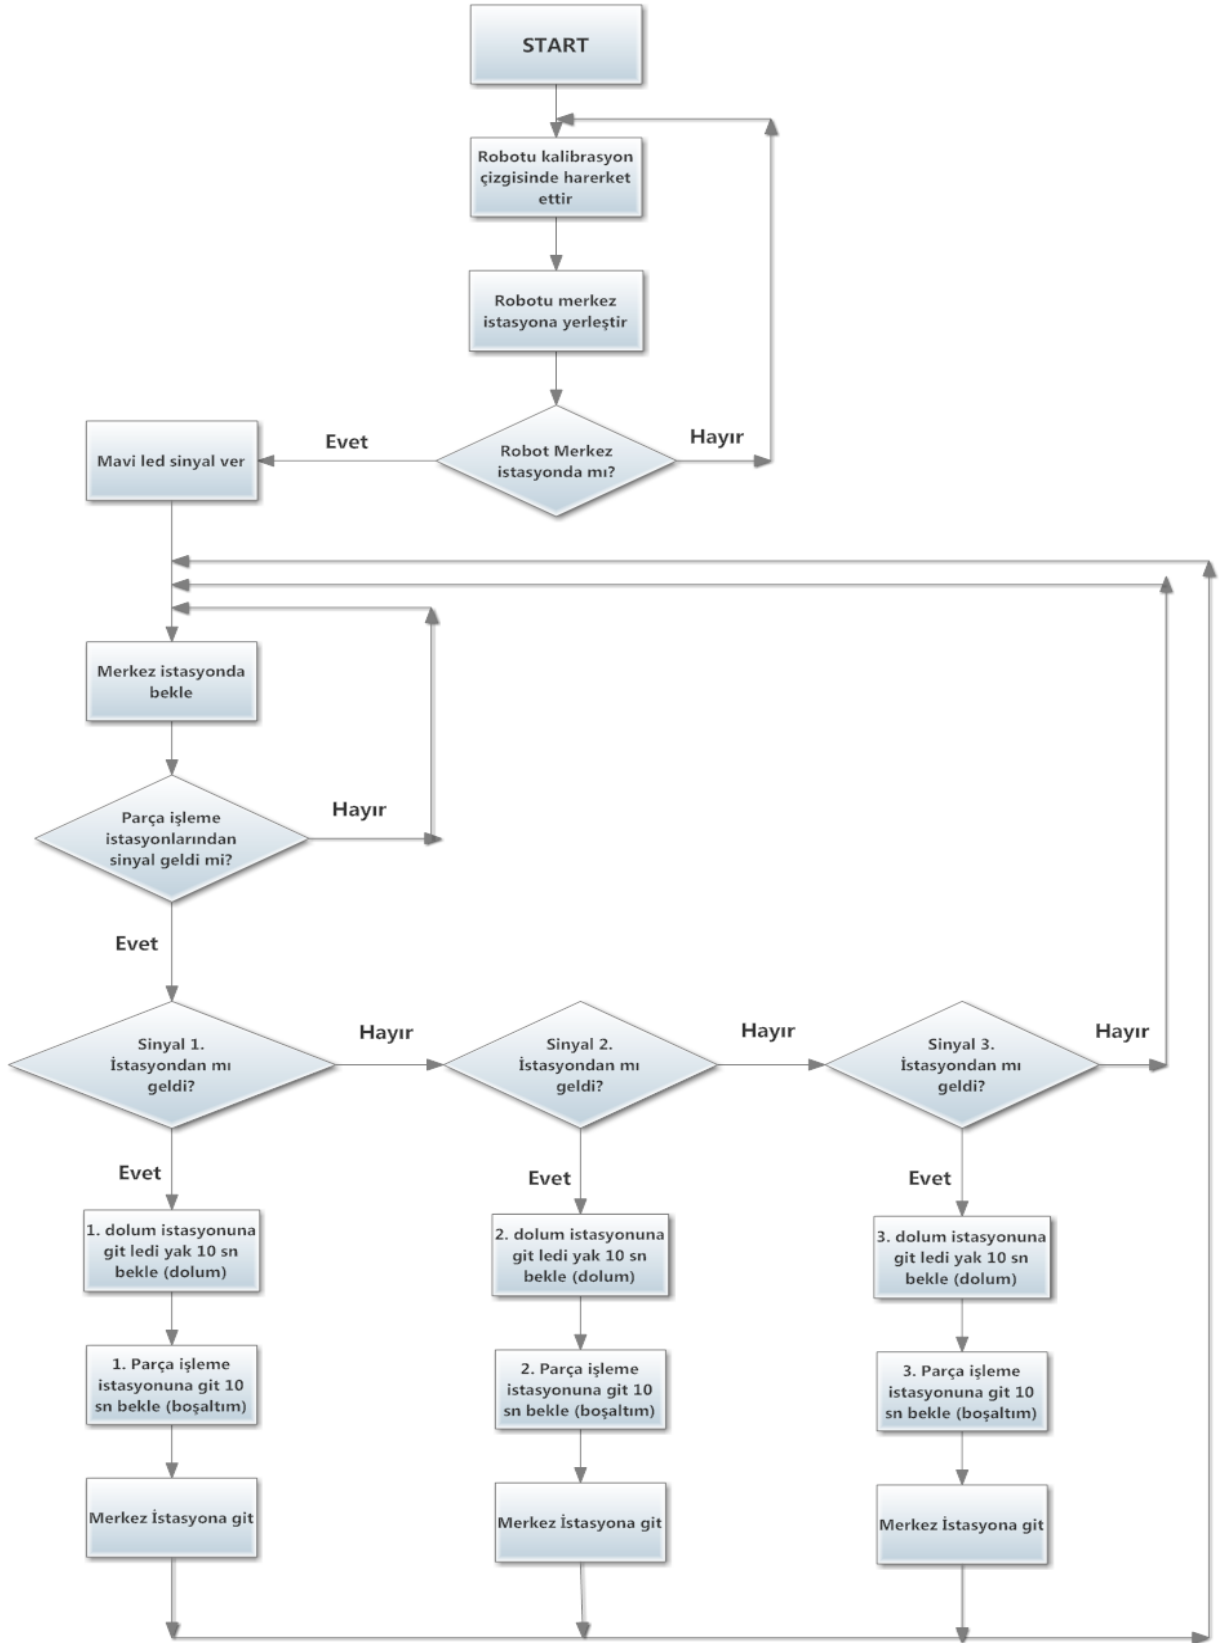 START
Robotu kalibrasyon
çizgisinde harerket
ettir
Robotu merkez
istasyona yerleştir
Robot Merkez
istasyonda mı?
Evet
Hayır
Mavi led sinyal ver
Merkez istasyonda
bekle
Parça işleme
istasyonlarından
sinyal geldi mi?
Hayır
Evet
Sinyal 1.
İstasyondan mı
geldi?
Hayır
Sinyal 2.
İstasyondan mı
geldi?
Hayır
Sinyal 3.
İstasyondan mı
geldi?
Hayır
Evet
Evet
Evet
1. dolum istasyonuna
git ledi yak 10 sn
bekle (dolum)
2. dolum istasyonuna
git ledi yak 10 sn
bekle (dolum)
3. dolum istasyonuna
git ledi yak 10 sn
bekle (dolum)
1. Parça işleme
istasyonuna git 10
sn bekle (boşaltım)
2. Parça işleme
istasyonuna git 10
sn bekle (boşaltım)
3. Parça işleme
istasyonuna git 10
sn bekle (boşaltım)
Merkez İstasyona git
Merkez İstasyona git
Merkez İstasyona git